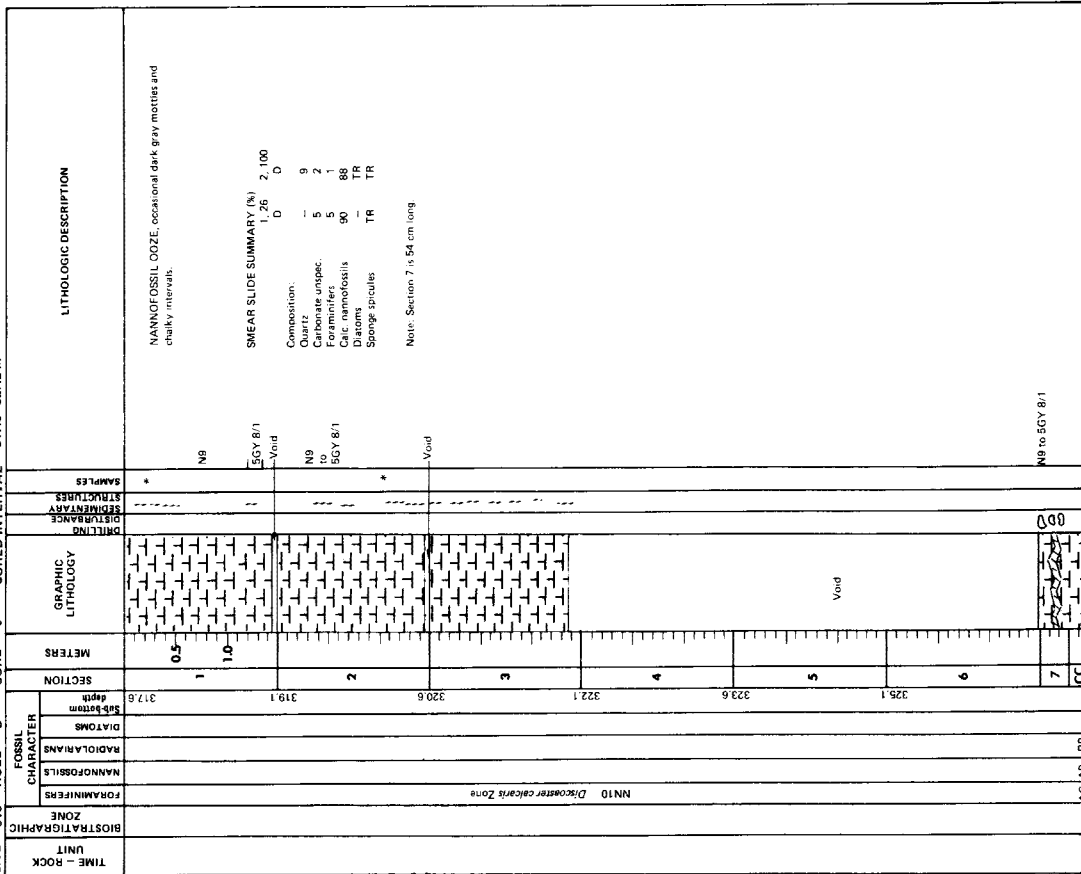 TIME – ROCK
UNIT
BIOSTRATIGRAPHIC
ZONE
FOSSIL
CHARACTER
FORAMINIFERS
NANNOFOSSILS
RADIOLARIANS
DIATOMS
Sub-bottom
depth
SECTION
METERS
GRAPHIC
LITHOLOGY
DRILLING
DISTURBANCE
SEDIMENTARY
STRUCTURES
SAMPLES
LITHOLOGIC DESCRIPTION
NN10 Discoaster calcaris Zone
317.6
319.1
320.6
322.1
323.6
325.1
1
2
3
4
5
6
7
CC
0.5
1.0
Void
*
*
N9
5GY 8/1
Void
N9
to
5GY 8/1
Void
N9 to 5GY 8/1
NANNOFOSSIL OOZE, occasional dark gray mottles and
chalky intervals.
SMEAR SLIDE SUMMARY (%)
1, 26 2, 100
D D
Composition:
Quartz – 9
Carbonate unspec. 5 2
Foraminifers 5 1
Calc. nannofossils 90 88
Diatoms – TR
Sponge spicules TR TR
Note: Section 7 is 54 cm long.